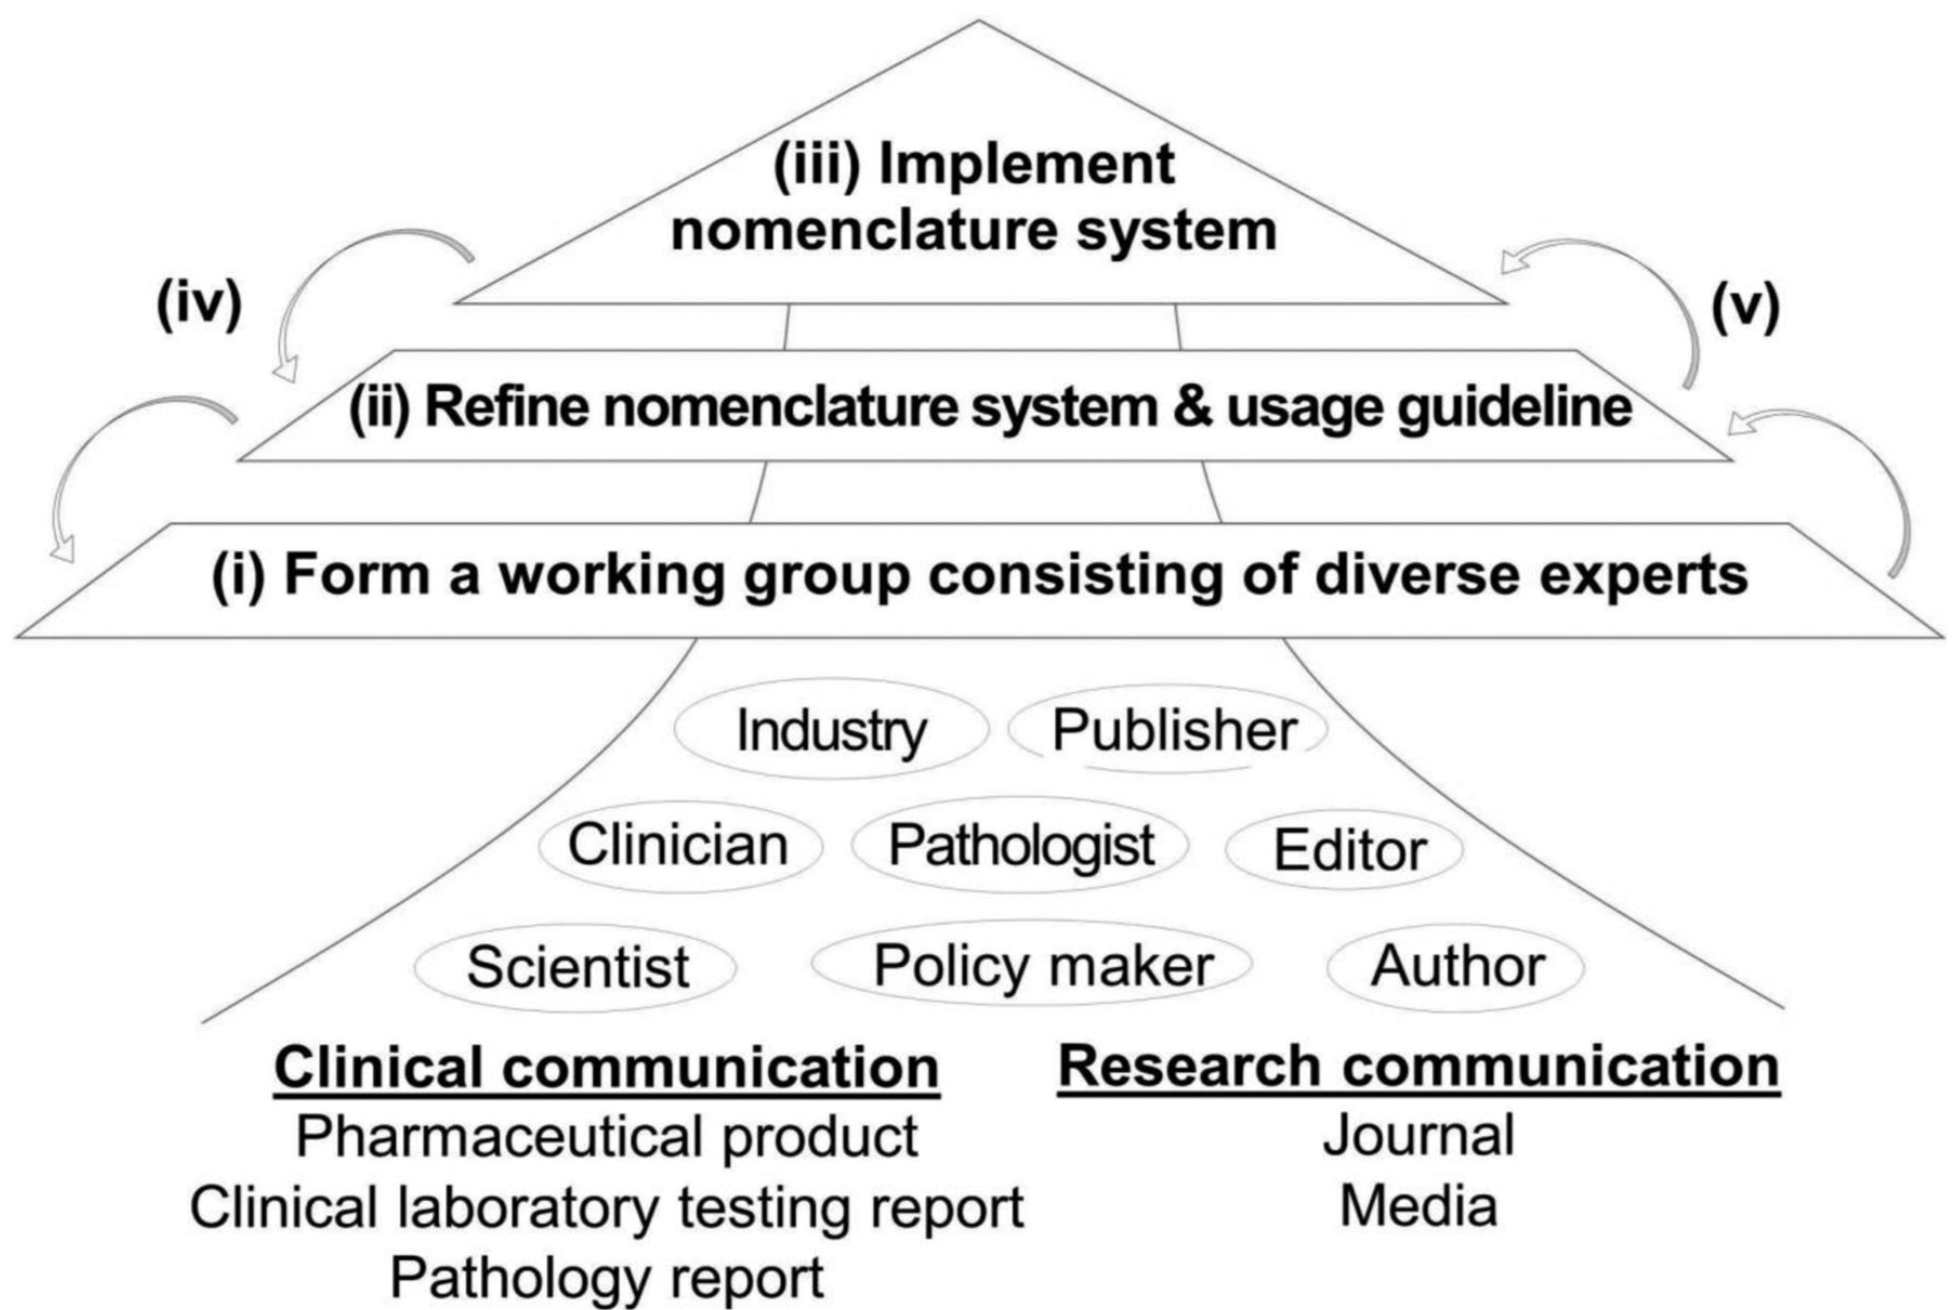 (iii) Implement
nomenclature system
(iv)
(v)
(ii) Refine nomenclature system & usage guideline
(i) Form a working group consisting of diverse experts
Industry
Publisher
Clinician
Pathologist
Editor
Scientist
Policy maker
Author
Clinical communication
Pharmaceutical product
Clinical laboratory testing report
Pathology report
Research communication
Journal
Media